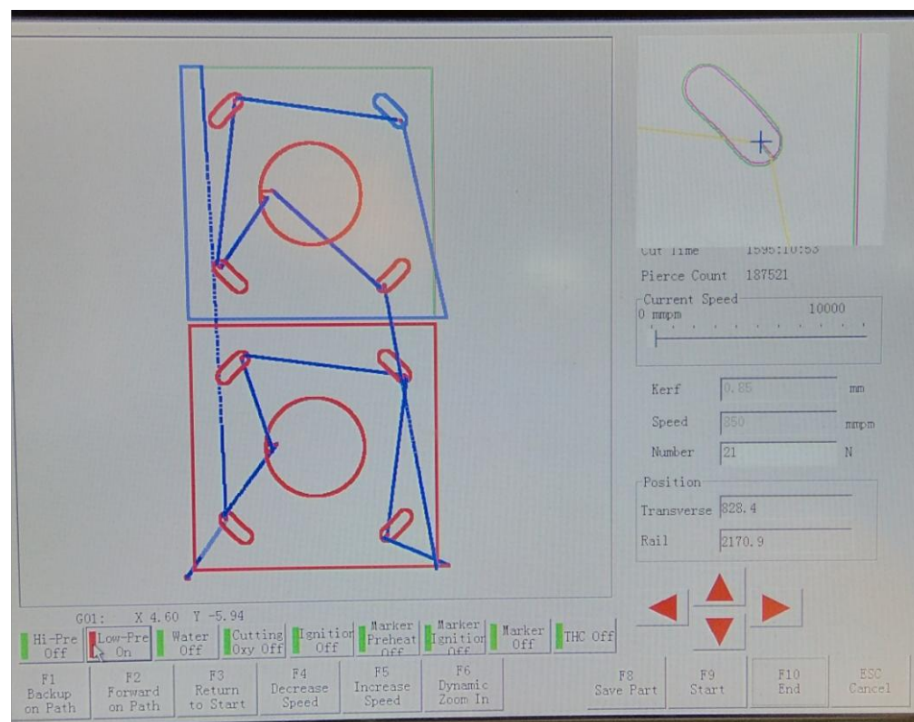 Cut Time 1595:10:53
Pierce Count 187521
Current Speed
0 mmpm 10000
Kerf 0.85 mm
Speed 850 mmpm
Number 21 N
Position
Transverse 828.4
Rail 2170.9
G01: X 4.60 Y -5.94
Hi-Pre Off
Low-Pre On
Water Off
Cutting Oxy Off
Ignition Off
Marker Preheat Off
Marker Ignition Off
Marker Off
THC Off
F1 Backup on Path
F2 Forward on Path
F3 Return to Start
F4 Decrease Speed
F5 Increase Speed
F6 Dynamic Zoom In
F8 Save Part
F9 Start
F10 End
ESC Cancel